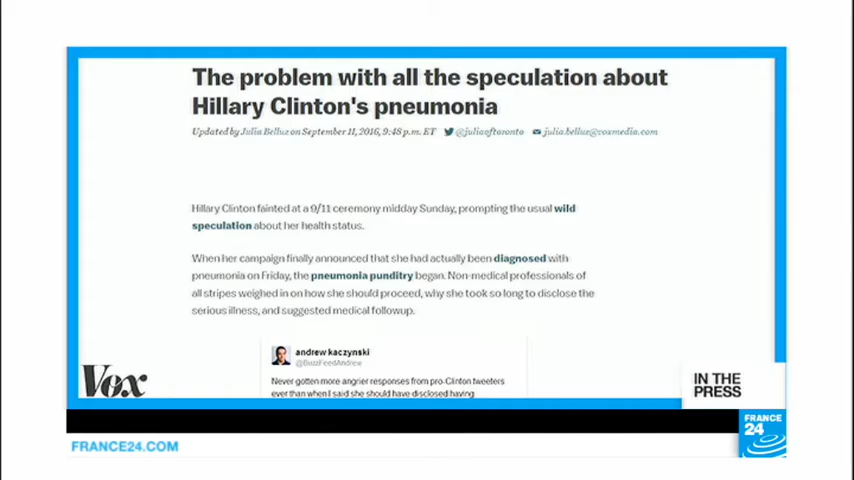 The problem with all the speculation about
Hillary Clinton's pneumonia
Updated by Julia Belluz on September 11, 2016, 9:48 p.m. ET @juliaoftoronto julia.belluz@voxmedia.com
Hillary Clinton fainted at a 9/11 ceremony midday Sunday, prompting the usual wild
speculation about her health status.
When her campaign finally announced that she had actually been diagnosed with
pneumonia on Friday, the pneumonia punditry began. Non-medical professionals of
all stripes weighed in on how she should proceed, why she took so long to disclose the
serious illness, and suggested medical followup.
andrew kaczynski
@BuzzFeedAndrew
Never gotten more angrier responses from pro-Clinton tweeters
ever than when I said she should have disclosed having
Vox
IN THE
PRESS
FRANCE
24
FRANCE24.COM